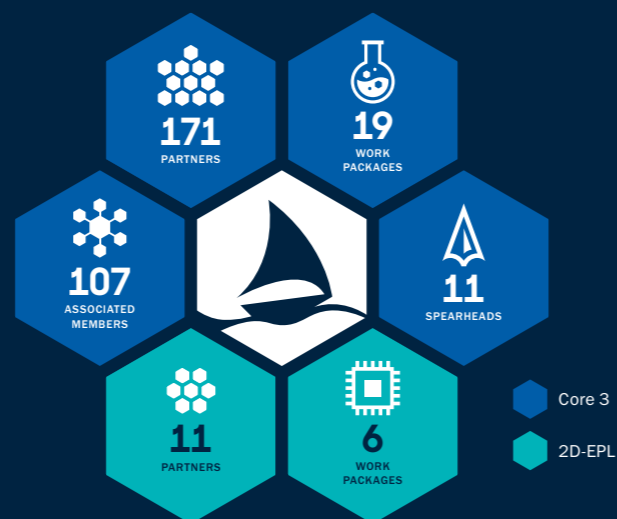 171
PARTNERS
19
WORK
PACKAGES
107
ASSOCIATED
MEMBERS
11
SPEARHEADS
11
PARTNERS
6
WORK
PACKAGES
Core 3
2D-EPL